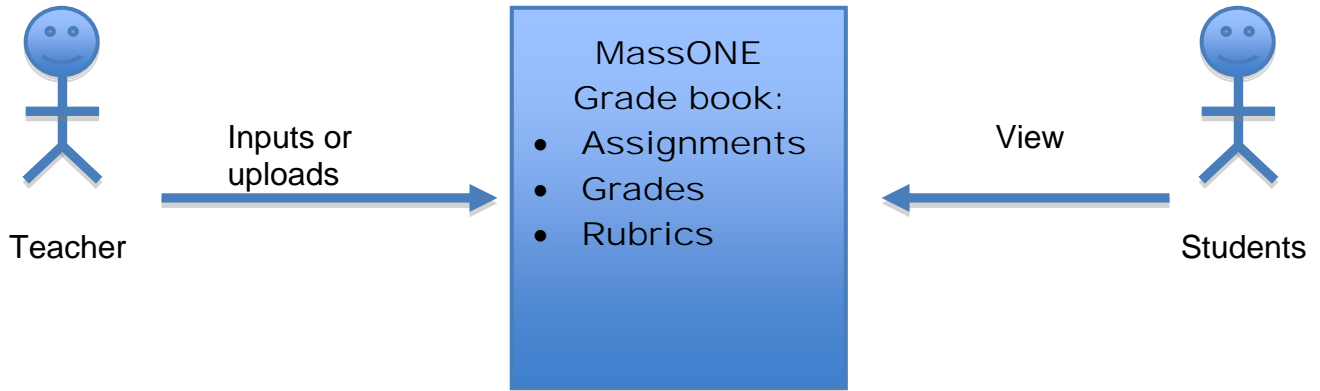 MassONE
Grade book:
• Assignments
• Grades
• Rubrics
Inputs or
uploads
View
Teacher
Students